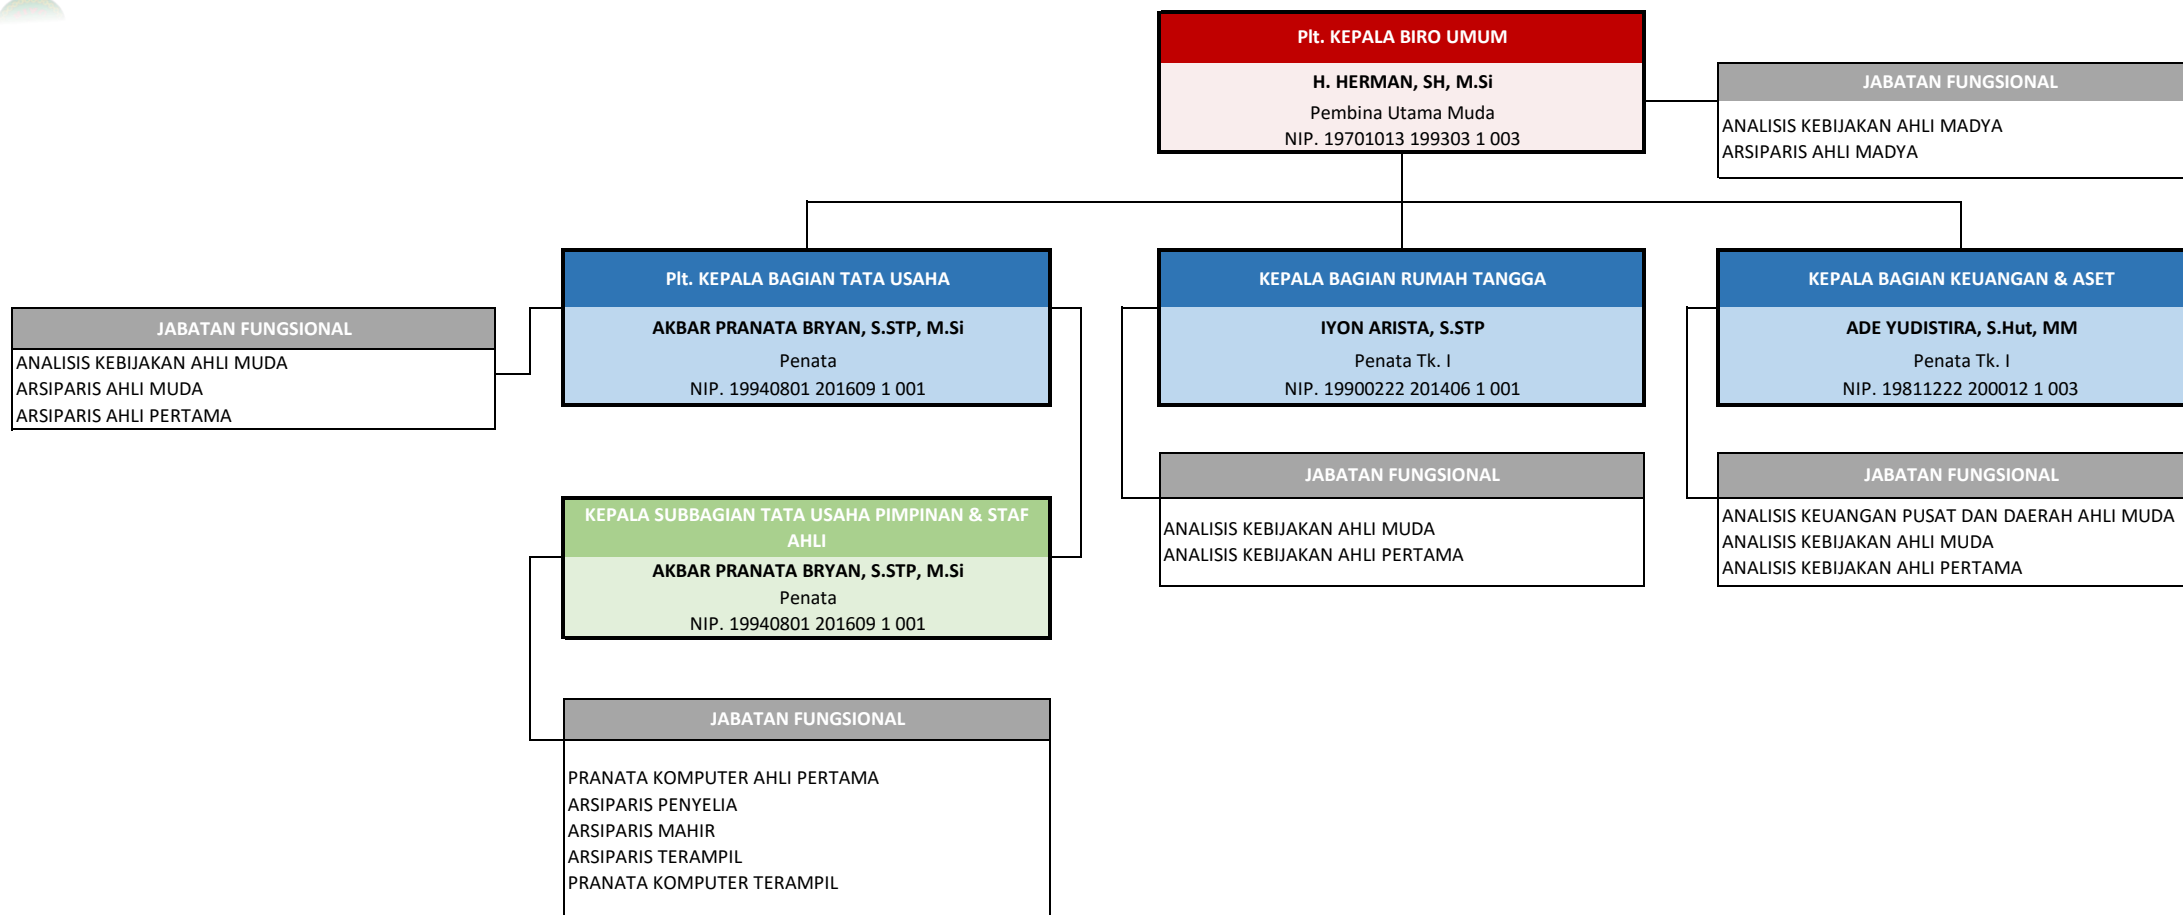 Plt. KEPALA BIRO UMUM
H. HERMAN, SH, M.Si
Pembina Utama Muda
NIP. 19701013 199303 1 003
JABATAN FUNGSIONAL
ANALISIS KEBIJAKAN AHLI MADYA
ARSIPARIS AHLI MADYA
Plt. KEPALA BAGIAN TATA USAHA
AKBAR PRANATA BRYAN, S.STP, M.Si
Penata
NIP. 19940801 201609 1 001
KEPALA BAGIAN RUMAH TANGGA
IYON ARISTA, S.STP
Penata Tk. I
NIP. 19900222 201406 1 001
KEPALA BAGIAN KEUANGAN & ASET
ADE YUDISTIRA, S.Hut, MM
Penata Tk. I
NIP. 19811222 200012 1 003
JABATAN FUNGSIONAL
ANALISIS KEBIJAKAN AHLI MUDA
ARSIPARIS AHLI MUDA
ARSIPARIS AHLI PERTAMA
KEPALA SUBBAGIAN TATA USAHA PIMPINAN & STAF
AHLI
AKBAR PRANATA BRYAN, S.STP, M.Si
Penata
NIP. 19940801 201609 1 001
JABATAN FUNGSIONAL
ANALISIS KEBIJAKAN AHLI MUDA
ANALISIS KEBIJAKAN AHLI PERTAMA
JABATAN FUNGSIONAL
ANALISIS KEUANGAN PUSAT DAN DAERAH AHLI MUDA
ANALISIS KEBIJAKAN AHLI MUDA
ANALISIS KEBIJAKAN AHLI PERTAMA
JABATAN FUNGSIONAL
PRANATA KOMPUTER AHLI PERTAMA
ARSIPARIS PENYELIA
ARSIPARIS MAHIR
ARSIPARIS TERAMPIL
PRANATA KOMPUTER TERAMPIL